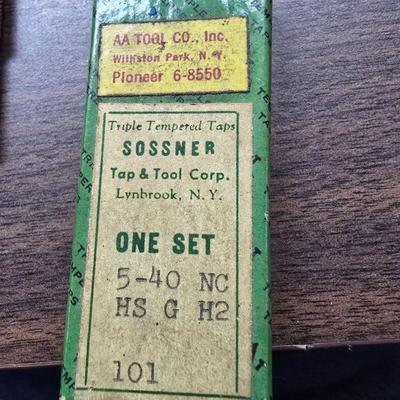 AA TOOL CO., Inc.
Williston Park, N. Y.
Pioneer 6-8550
Triple Tempered Taps
SOSSNER
Tap & Tool Corp.
Lynbrook, N. Y.
ONE SET
5-40 NC
HS G H2
101